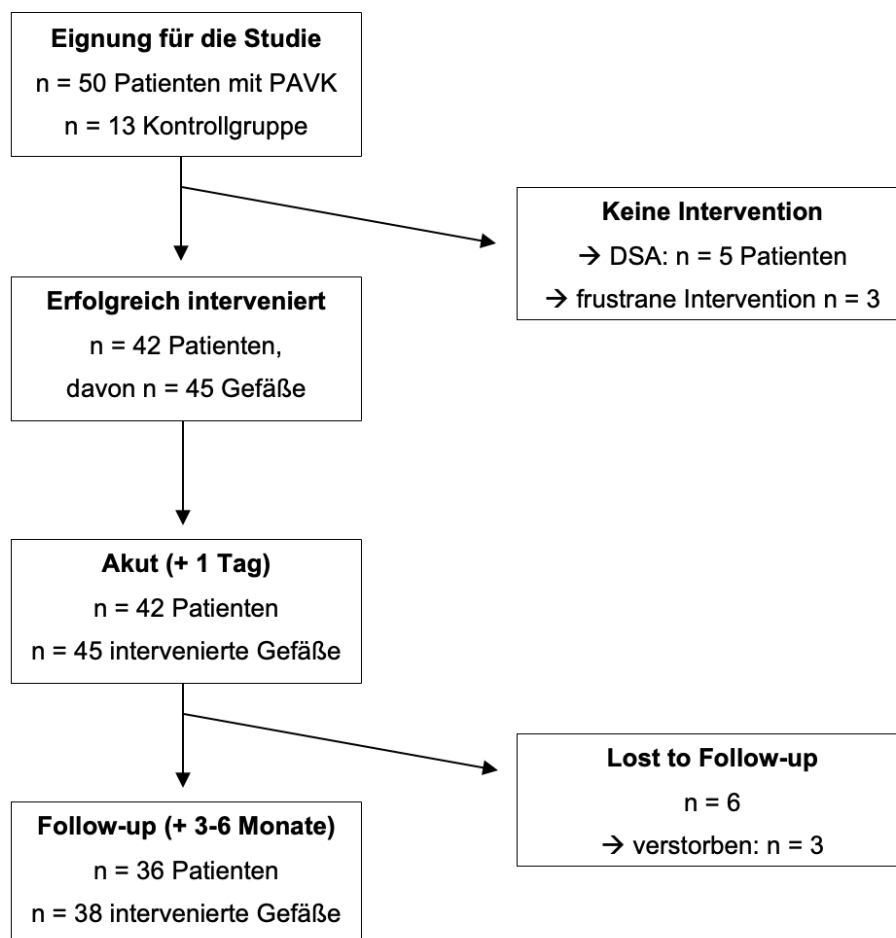 Eignung für die Studie
n = 50 Patienten mit PAVK
n = 13 Kontrollgruppe
Keine Intervention
→ DSA: n = 5 Patienten
→ frustrane Intervention n = 3
Erfolgreich interveniert
n = 42 Patienten,
davon n = 45 Gefäße
Akut (+ 1 Tag)
n = 42 Patienten
n = 45 intervenierte Gefäße
Lost to Follow-up
n = 6
→ verstorben: n = 3
Follow-up (+ 3-6 Monate)
n = 36 Patienten
n = 38 intervenierte Gefäße